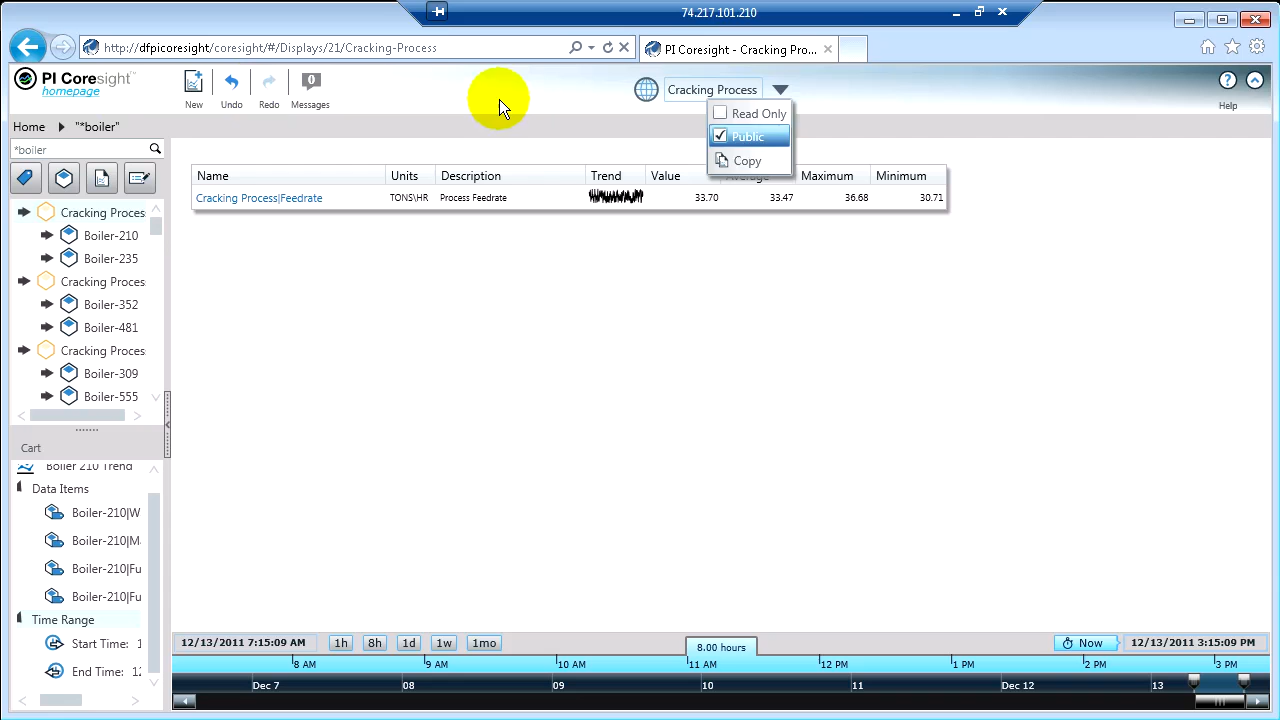 74.217.101.210
http://dfpicoresight/coresight/#/Displays/21/Cracking-Process
PI Coresight - Cracking Pro...
PI Coresight™
homepage
New
Undo
Redo
0
Messages
Cracking Process
Help
Read Only
Public
Copy
Home
"*boiler"
*boiler
Name Units Description Trend Value Average Maximum Minimum
Cracking Process|Feedrate TONS\HR Process Feedrate 33.70 33.47 36.68 30.71
Cracking Proces
Boiler-210
Boiler-235
Cracking Proces
Boiler-352
Boiler-481
Cracking Proces
Boiler-309
Boiler-555
Cart
Boiler 210 Trend
Data Items
Boiler-210|W
Boiler-210|Ma
Boiler-210|Fu
Boiler-210|Fu
Time Range
Start Time: 1
End Time: 12
12/13/2011 7:15:09 AM 1h 8h 1d 1w 1mo 8.00 hours Now 12/13/2011 3:15:09 PM
8 AM 9 AM 10 AM 11 AM 12 PM 1 PM 2 PM 3 PM
Dec 7 08 09 10 11 Dec 12 13